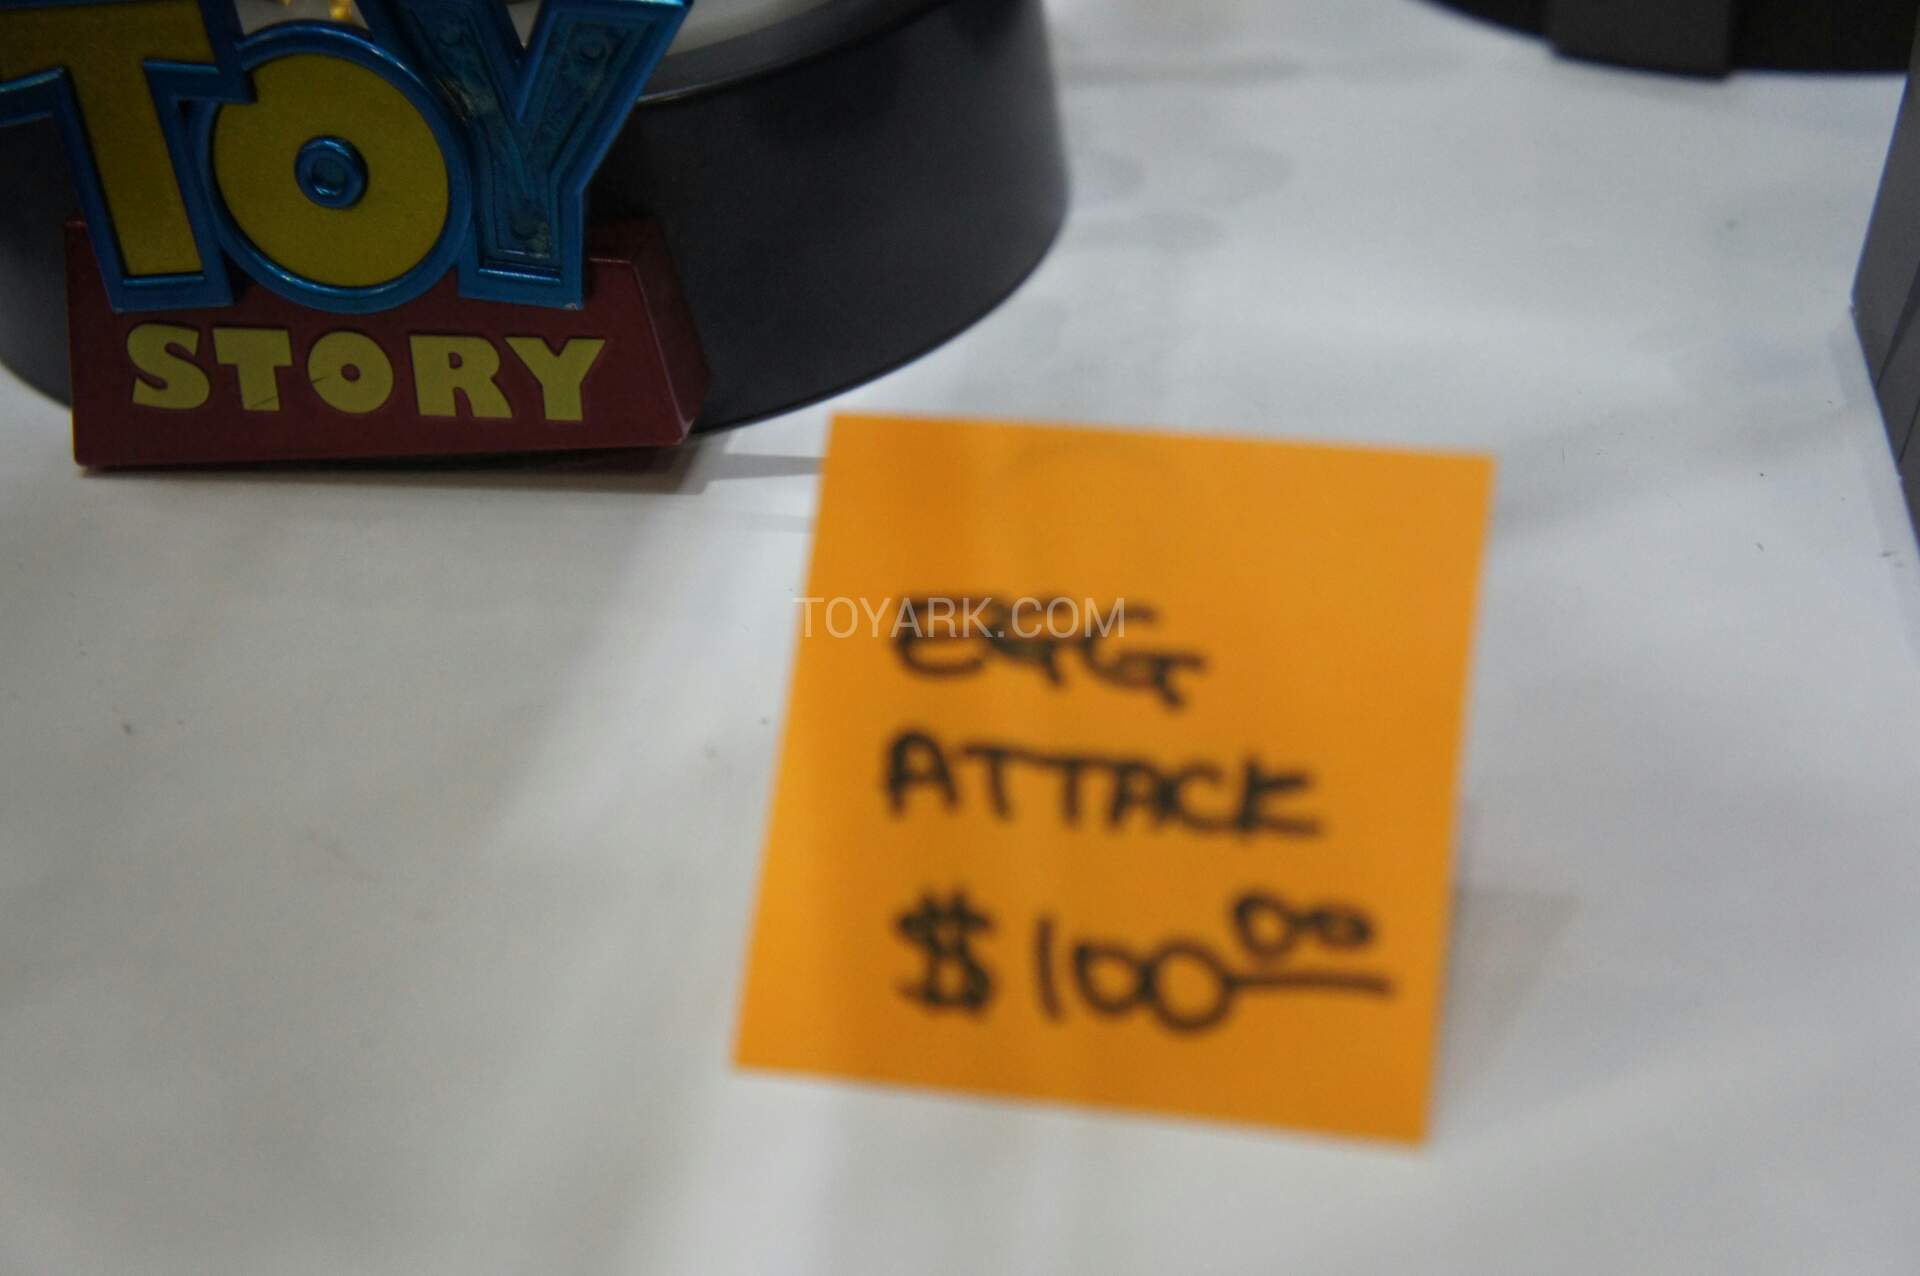 TOY
STORY
TOYARK.COM
EGG
ATTACK
$100.00